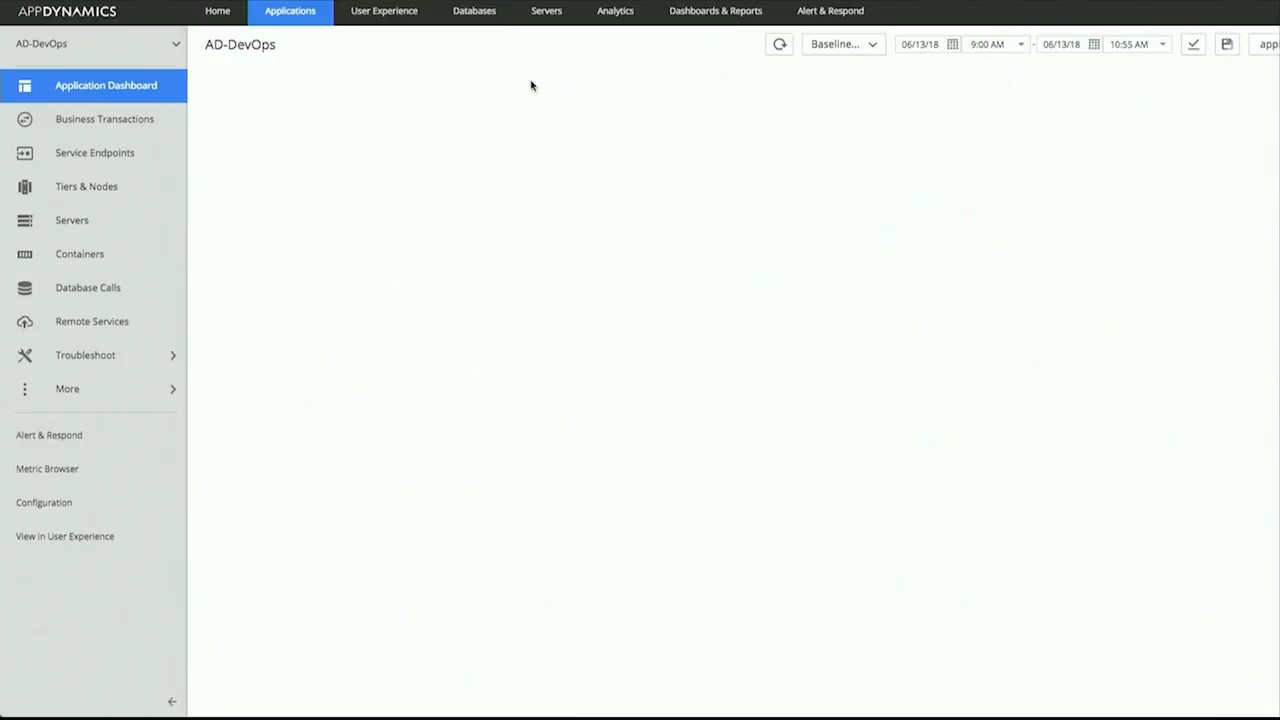 APPDYNAMICS Home Applications User Experience Databases Servers Analytics Dashboards & Reports Alert & Respond
AD-DevOps
AD-DevOps Baseline... 06/13/18 9:00 AM - 06/13/18 10:55 AM app
Application Dashboard
Business Transactions
Service Endpoints
Tiers & Nodes
Servers
Containers
Database Calls
Remote Services
Troubleshoot
More
Alert & Respond
Metric Browser
Configuration
View in User Experience